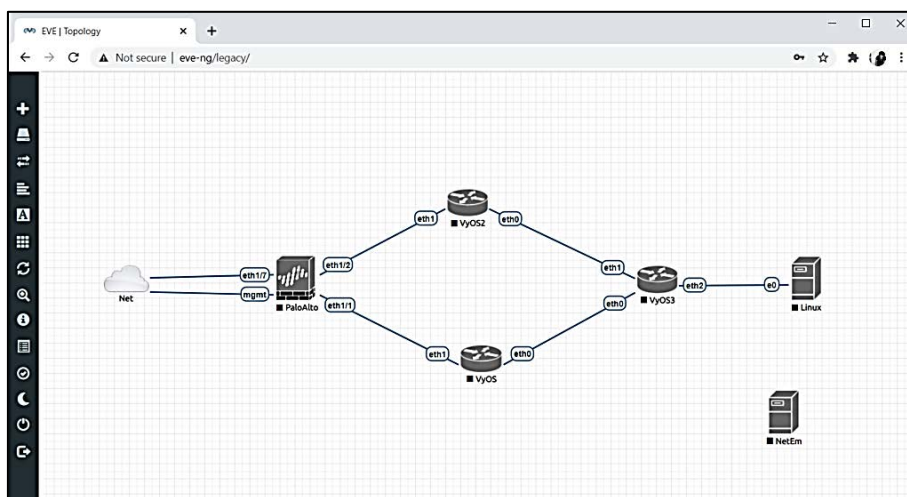 EVE | Topology
Not secure | eve-ng/legacy/
A
eth1
eth0
VyOS2
eth1/7
eth1/2
eth1
Net
mgmt
eth2
e0
PaloAlto
eth1/1
eth0
VyOS3
Linux
eth1
eth0
VyOS
NetEm